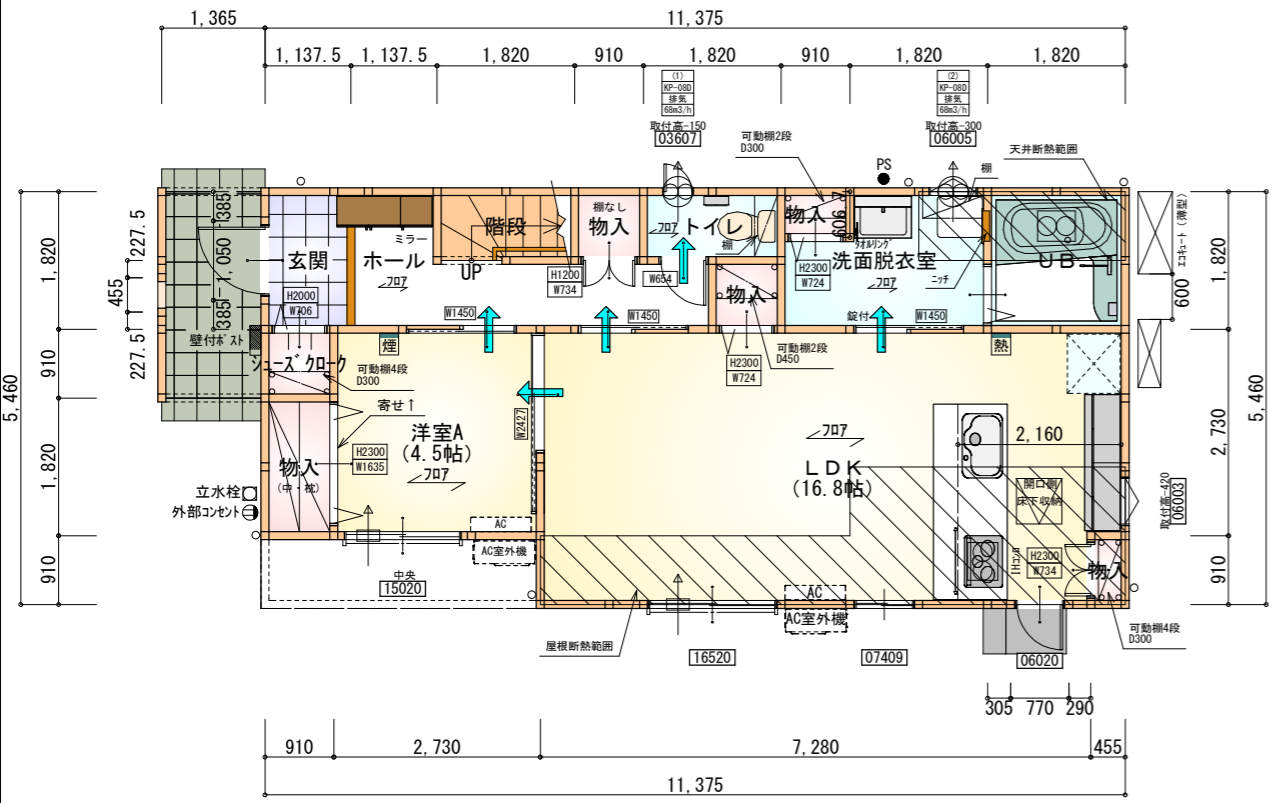 1,365
11,375
1,137.5
1,137.5
1,820
910
1,820
910
1,820
1,820
(1)
KP-08D
排気
68m3/h
取付高-150
03607
(2)
KP-08D
排気
68m3/h
取付高-300
06005
可動棚2段
D300
PS
棚
天井断熱範囲
385
1,050
385
227.5
455
227.5
1,820
910
1,820
910
5,460
玄関
ホール
ミラー
フロア
階段
UP
棚なし
物入
フロア
トイレ
棚
物入
606.7
タオルリング
洗面脱衣室
フロア
ニッチ
UB
エコキュート(薄型)
600
1,820
2,730
910
5,460
H2000
W706
H1200
W734
W654
物入
H2300
W724
W1450
W1450
錠付
W1450
壁付ポスト
シューズクローク
可動棚4段
D300
煙
熱
可動棚2段
D450
H2300
W724
寄せ↑
洋室A
(4.5帖)
フロア
W2427
H2300
W1635
物入
(中・枕)
立水栓
外部コンセント
フロア
LDK
(16.8帖)
2,160
開口側
床下収納
取付高-420
06003
AC
AC室外機
中央
15020
IHコンロ
H2300
W734
物入
AC
AC室外機
可動棚4段
D300
屋根断熱範囲
16520
07409
06020
305
770
290
910
2,730
7,280
455
11,375